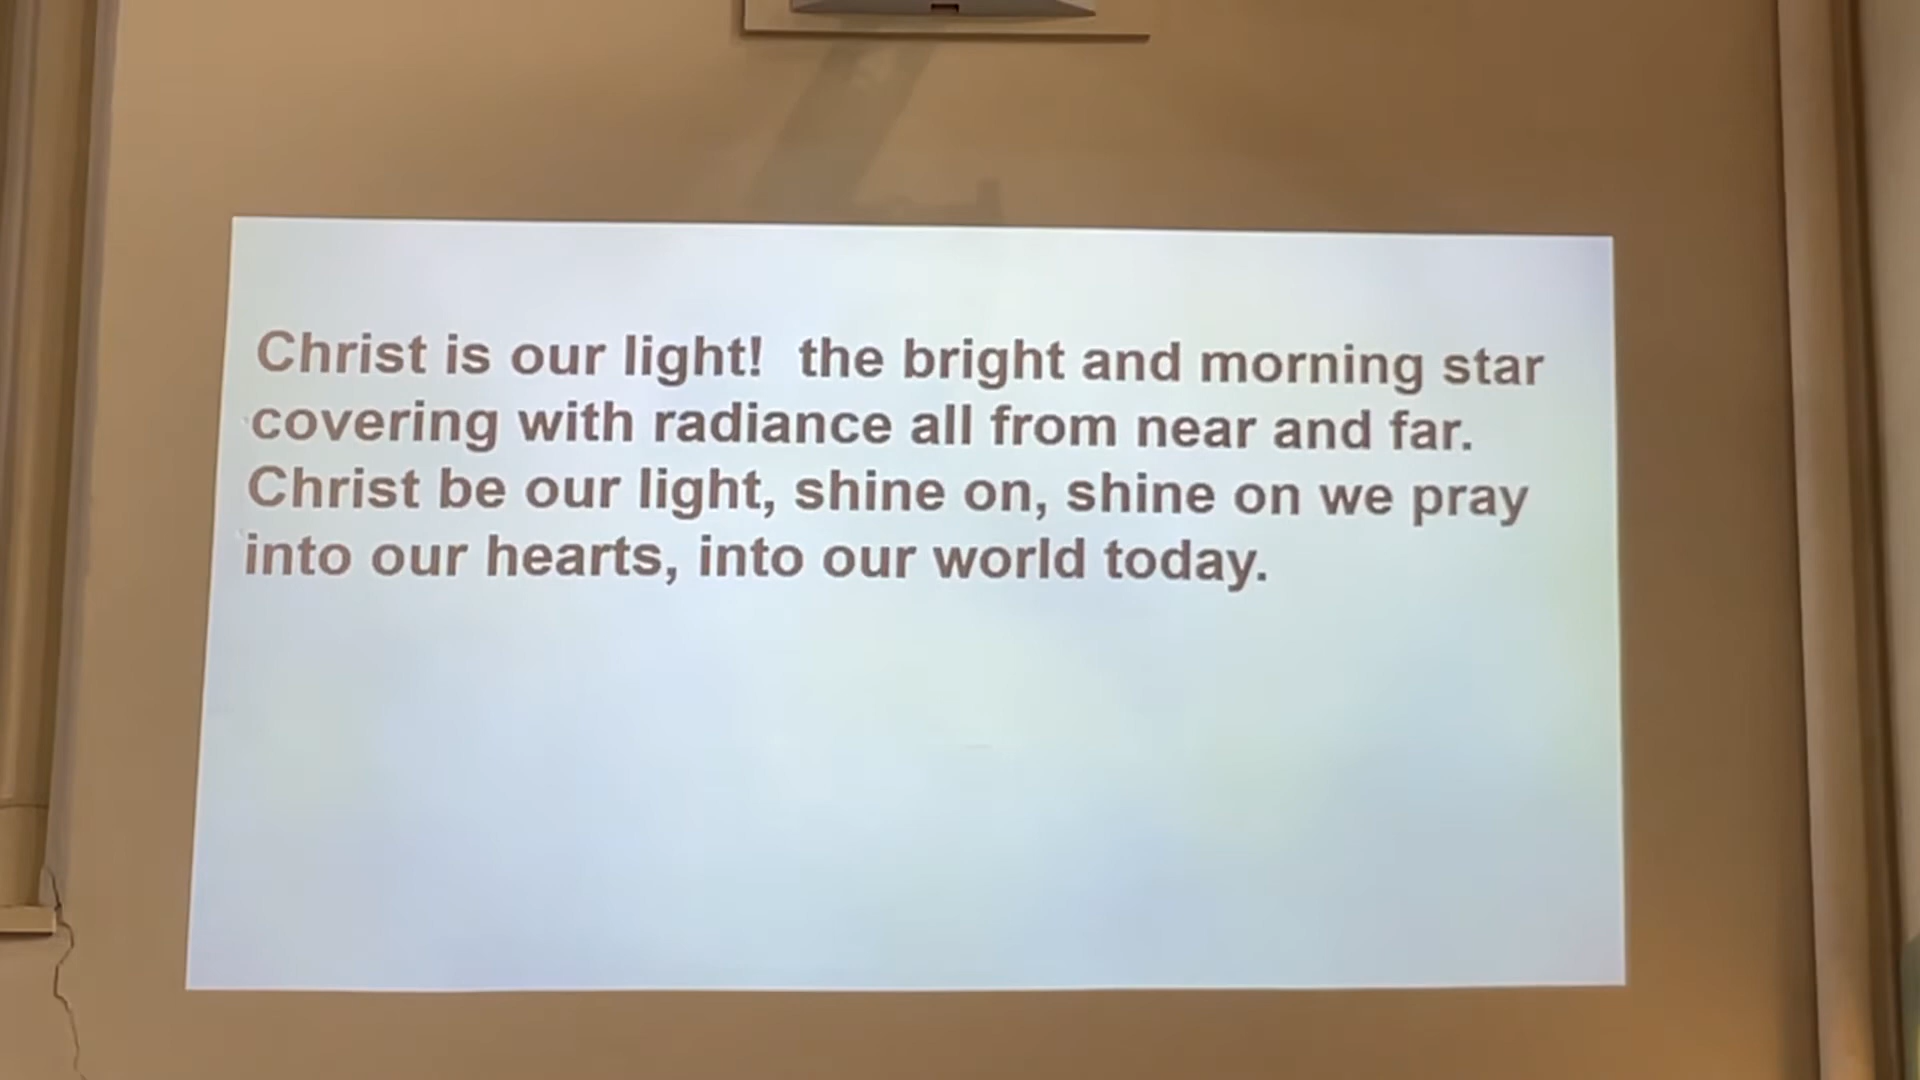 Christ is our light!  the bright and morning star
covering with radiance all from near and far.
Christ be our light, shine on, shine on we pray
into our hearts, into our world today.